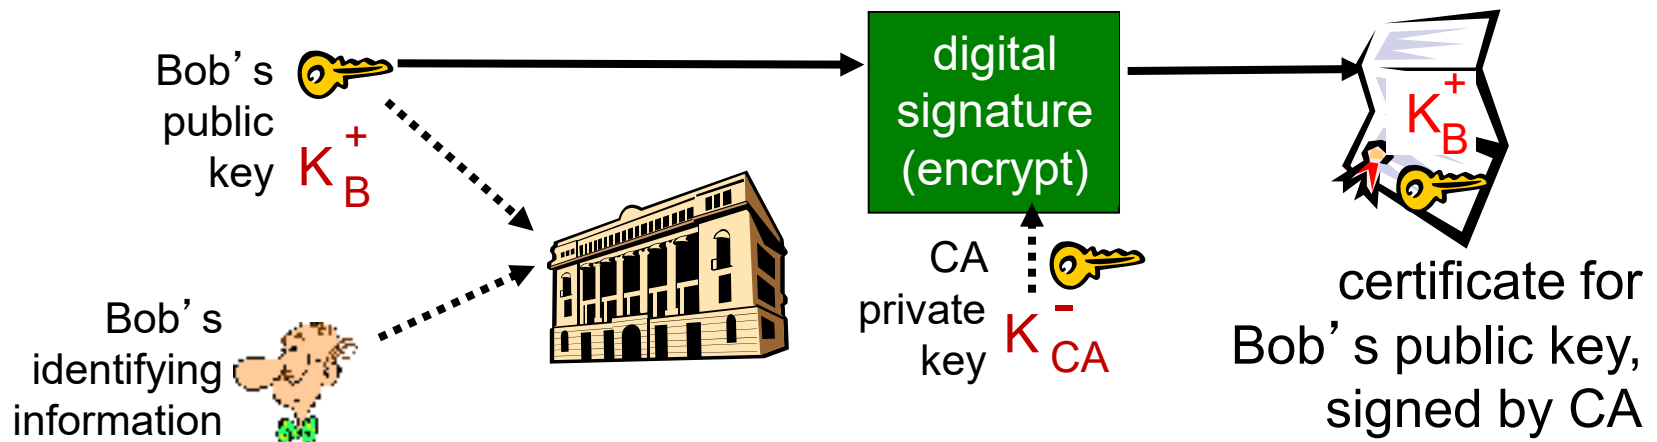 Bob's
public
key
K + B
digital
signature
(encrypt)
K + B
Bob's
identifying
information
CA
private
key
K - CA
certificate for
Bob's public key,
signed by CA